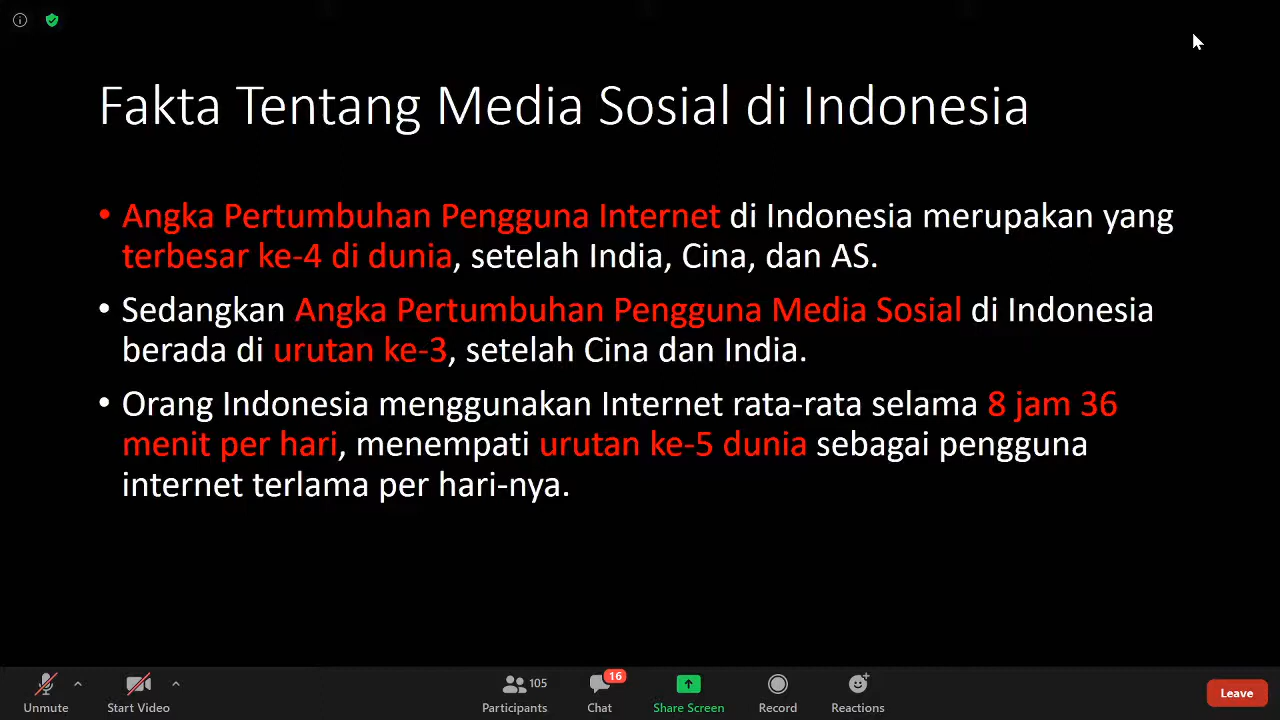 Fakta Tentang Media Sosial di Indonesia
• Angka Pertumbuhan Pengguna Internet di Indonesia merupakan yang
terbesar ke-4 di dunia, setelah India, Cina, dan AS.
• Sedangkan Angka Pertumbuhan Pengguna Media Sosial di Indonesia
berada di urutan ke-3, setelah Cina dan India.
• Orang Indonesia menggunakan Internet rata-rata selama 8 jam 36
menit per hari, menempati urutan ke-5 dunia sebagai pengguna
internet terlama per hari-nya.
105
16
Unmute
Start Video
Participants
Chat
Share Screen
Record
Reactions
Leave